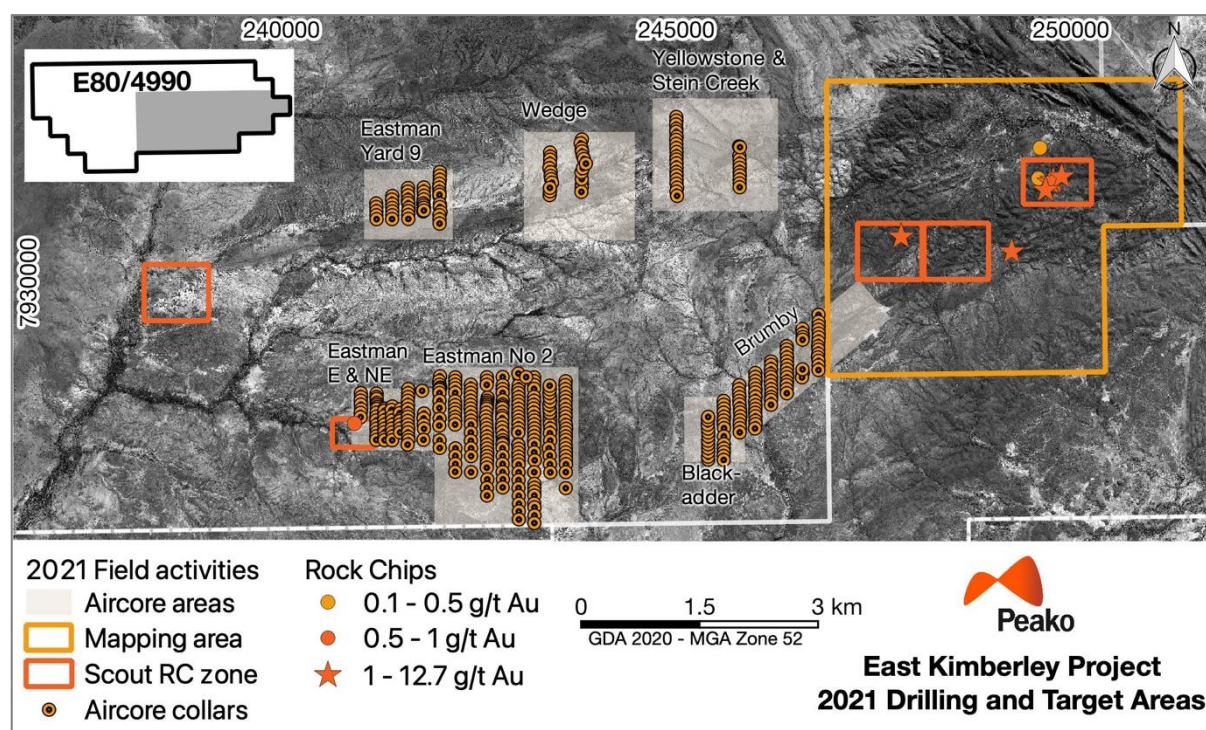 240000
245000
250000
N
E80/4990
7930000
Eastman
Yard 9
Wedge
Yellowstone &
Stein Creek
Brumby
Eastman
E & NE
Eastman No 2
Black-
adder
2021 Field activities
Aircore areas
Mapping area
Scout RC zone
Aircore collars
Rock Chips
0.1 - 0.5 g/t Au
0.5 - 1 g/t Au
1 - 12.7 g/t Au
0 1.5 3 km
GDA 2020 - MGA Zone 52
Peako
East Kimberley Project
2021 Drilling and Target Areas